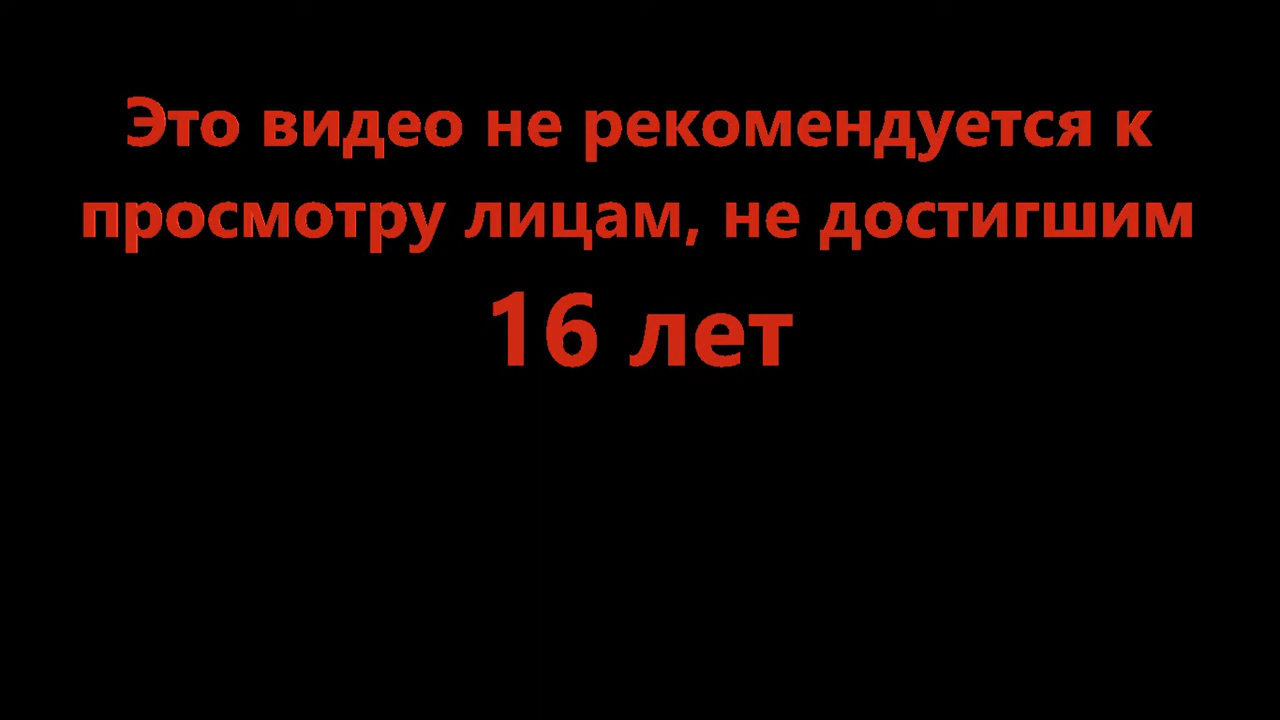 Это видео не рекомендуется к
просмотру лицам, не достигшим
16 лет